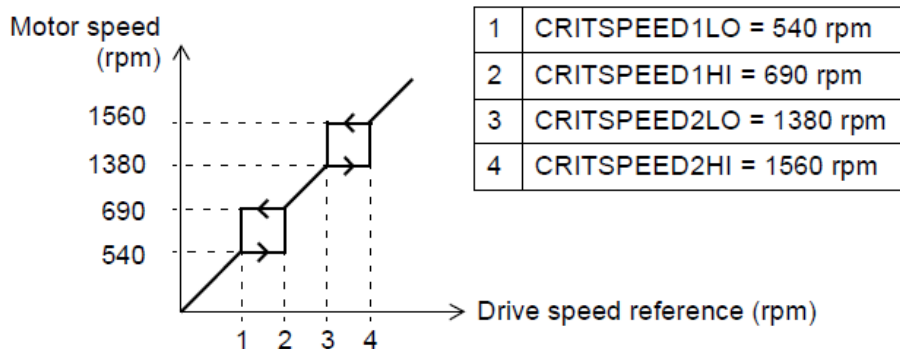 Motor speed
(rpm)
1560
1380
690
540
1 2 3 4
Drive speed reference (rpm)
1 CRITSPEED1LO = 540 rpm
2 CRITSPEED1HI = 690 rpm
3 CRITSPEED2LO = 1380 rpm
4 CRITSPEED2HI = 1560 rpm